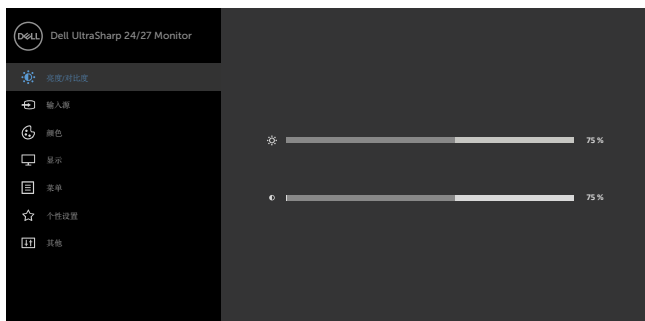 DELL
Dell UltraSharp 24/27 Monitor
亮度/对比度
输入源
颜色
75 %
显示
菜单
75 %
个性设置
其他